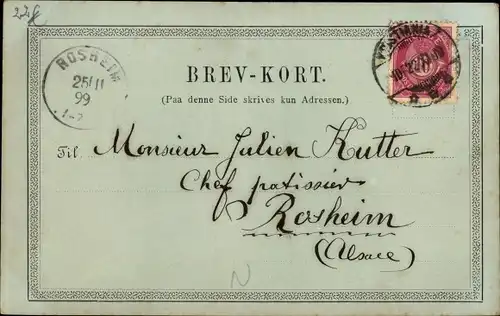 ROSHEIM
25/11
99
BREV-KORT.
(Paa denne Side skrives kun Adressen.)
Til Monsieur Julien Kutter
Chef patissier
Rosheim
(Alsace)
N